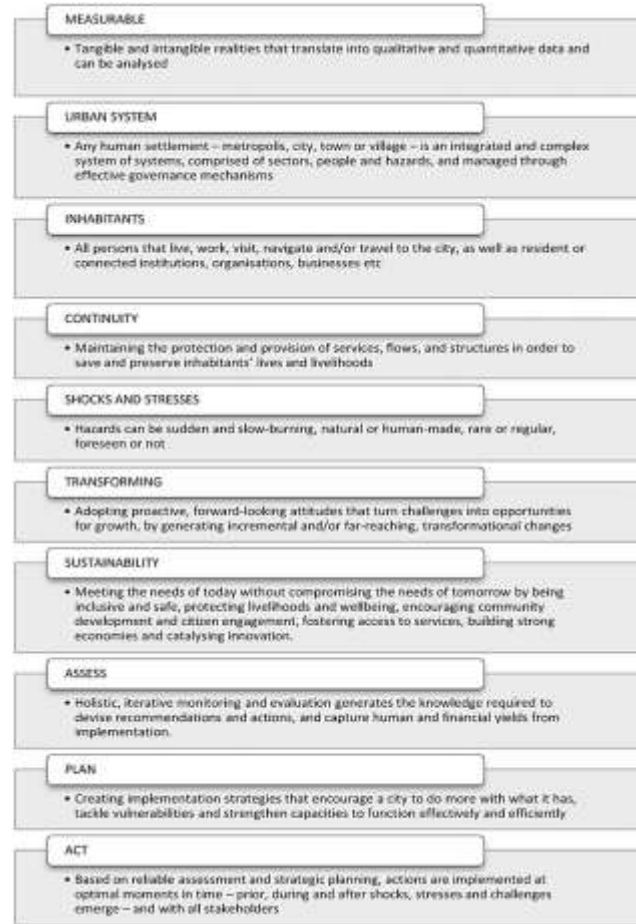 MEASURABLE
• Tangible and intangible realities that translate into qualitative and quantitative data and
can be analysed
URBAN SYSTEM
• Any human settlement – metropolis, city, town or village – is an integrated and complex
system of systems, comprised of sectors, people and hazards, and managed through
effective governance mechanisms
INHABITANTS
• All persons that live, work, visit, navigate and/or travel to the city, as well as resident or
connected institutions, organisations, businesses etc
CONTINUITY
• Maintaining the protection and provision of services, flows, and structures in order to
save and preserve inhabitants' lives and livelihoods
SHOCKS AND STRESSES
• Hazards can be sudden and slow-burning, natural or human-made, rare or regular,
foreseen or not
TRANSFORMING
• Adopting proactive, forward-looking attitudes that turn challenges into opportunities
for growth, by generating incremental and/or far-reaching, transformational changes
SUSTAINABILITY
• Meeting the needs of today without compromising the needs of tomorrow by being
inclusive and safe, protecting livelihoods and wellbeing, encouraging community
development and citizen engagement, fostering access to services, building strong
economies and catalysing innovation.
ASSESS
• Holistic, iterative monitoring and evaluation generates the knowledge required to
devise recommendations and actions, and capture human and financial yields from
implementation.
PLAN
• Creating implementation strategies that encourage a city to do more with what it has,
tackle vulnerabilities and strengthen capacities to function effectively and efficiently
ACT
• Based on reliable assessment and strategic planning, actions are implemented at
optimal moments in time – prior, during and after shocks, stresses and challenges
emerge – and with all stakeholders